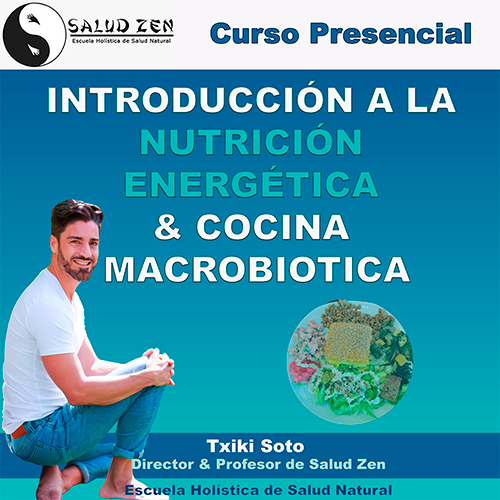 SALUD ZEN
Escuela Holística de Salud Natural
Curso Presencial
INTRODUCCIÓN A LA
NUTRICIÓN
ENERGÉTICA
& COCINA
MACROBIOTICA
Txiki Soto
Director & Profesor de Salud Zen
Escuela Holística de Salud Natural